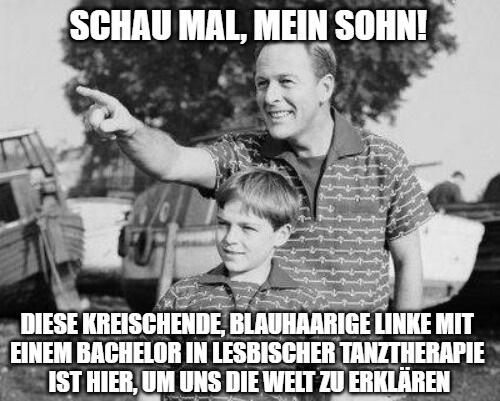 SCHAU MAL, MEIN SOHN!
DIESE KREISCHENDE, BLAUHAARIGE LINKE MIT
EINEM BACHELOR IN LESBISCHER TANZTHERAPIE
IST HIER, UM UNS DIE WELT ZU ERKLÄREN